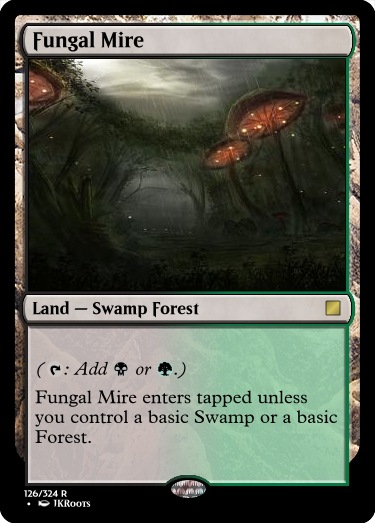 Fungal Mire
Land — Swamp Forest
( : Add or .)
Fungal Mire enters tapped unless
you control a basic Swamp or a basic
Forest.
126/324 R
• JKRoots